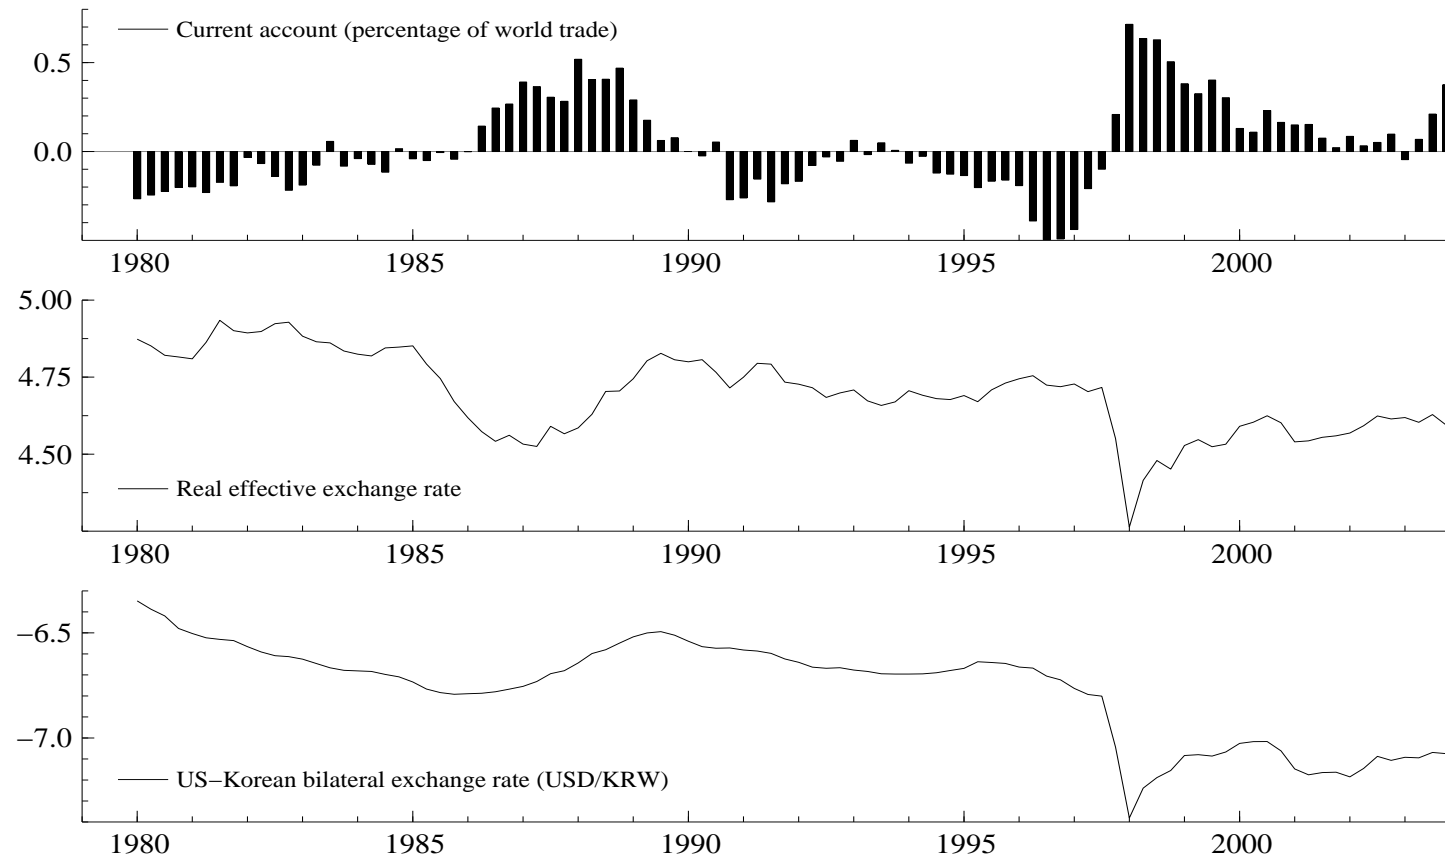 Current account (percentage of world trade)
0.5
0.0
1980 1985 1990 1995 2000
5.00
4.75
4.50
Real effective exchange rate
1980 1985 1990 1995 2000
−6.5
−7.0
US−Korean bilateral exchange rate (USD/KRW)
1980 1985 1990 1995 2000